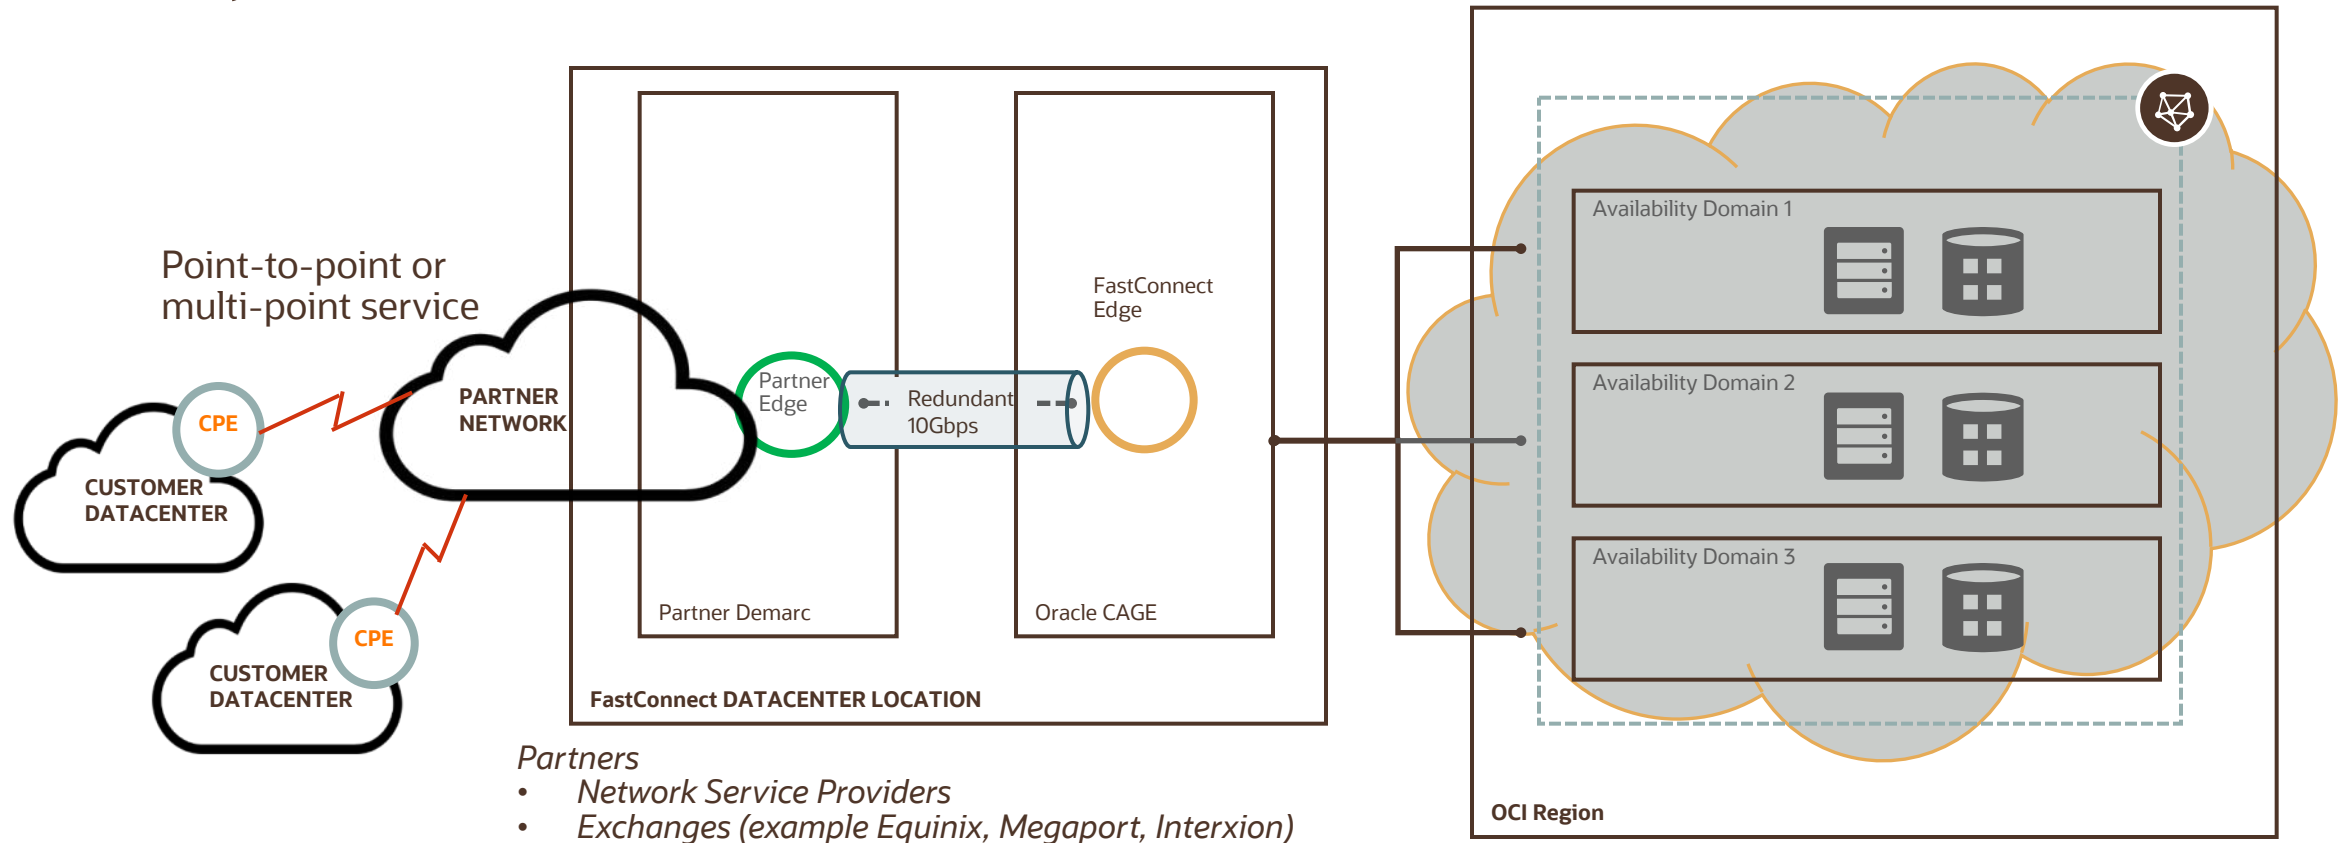 Point-to-point or
multi-point service
CPE
CUSTOMER
DATACENTER
CPE
CUSTOMER
DATACENTER
PARTNER
NETWORK
Partner
Edge
Redundant
10Gbps
FastConnect
Edge
Partner Demarc
Oracle CAGE
FastConnect DATACENTER LOCATION
Partners
• Network Service Providers
• Exchanges (example Equinix, Megaport, Interxion)
Availability Domain 1
Availability Domain 2
Availability Domain 3
OCI Region